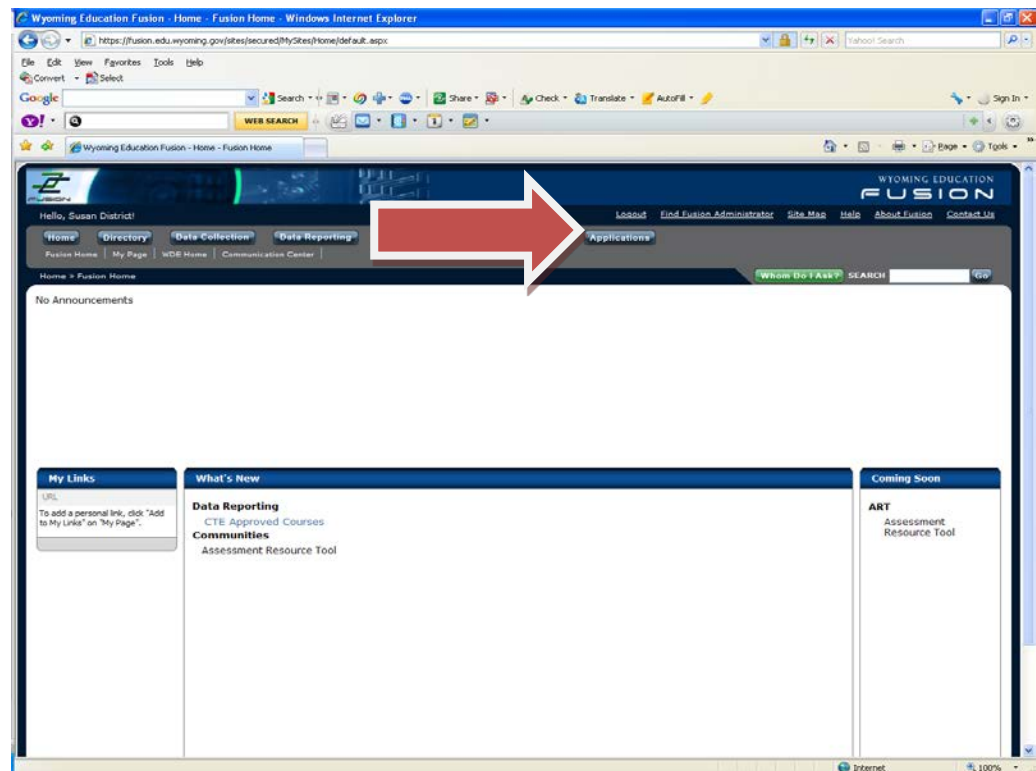 Wyoming Education Fusion - Home - Fusion Home - Windows Internet Explorer
https://fusion.edu.wyoming.gov/sites/secured/MySites/Home/default.aspx
Yahoo! Search
File Edit View Favorites Tools Help
Convert Select
Google Search Share Check Translate AutoFill Sign In
Y! WEB SEARCH
Wyoming Education Fusion - Home - Fusion Home Page Tools
FUSION
WYOMING EDUCATION
FUSION
Hello, Susan District! Logout Find Fusion Administrator Site Map Help About Fusion Contact Us
Home Directory Data Collection Data Reporting Applications
Fusion Home | My Page | WDE Home | Communication Center |
Home > Fusion Home Whom Do I Ask? SEARCH Go
No Announcements
My Links
URL
To add a personal link, click "Add to My Links" on "My Page".
What's New
Data Reporting
CTE Approved Courses
Communities
Assessment Resource Tool
Coming Soon
ART
Assessment
Resource Tool
Internet 100%